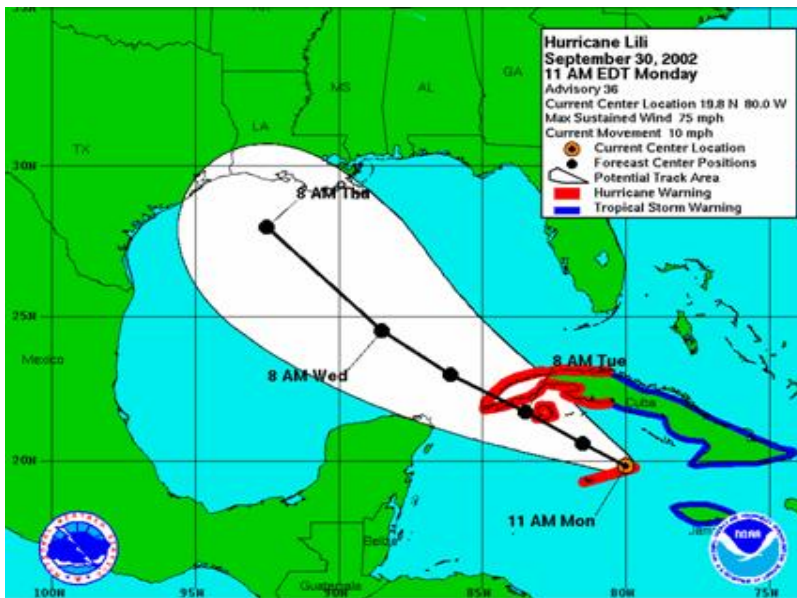 Hurricane Lili
September 30, 2002
11 AM EDT Monday
Advisory 36
Current Center Location 19.8 N 80.0 W
Max Sustained Wind 75 mph
Current Movement 10 mph
Current Center Location
Forecast Center Positions
Potential Track Area
Hurricane Warning
Tropical Storm Warning
TX
LA
MS
AL
GA
30N
8 AM Thu
25N
Mexico
8 AM Wed
8 AM Tue
Cuba
20N
11 AM Mon
Belize
Guatemala
NOAA
100W
95W
90W
85W
80W
75W